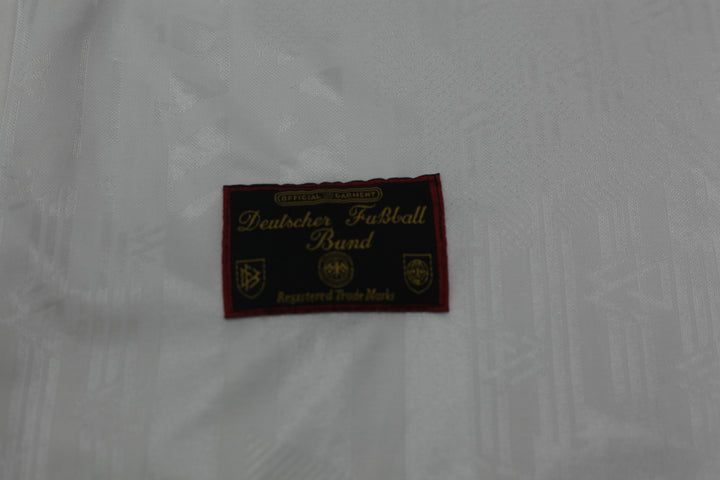 OFFICIAL GARMENT
Deutscher Fußball
Bund
Registered Trade Marks